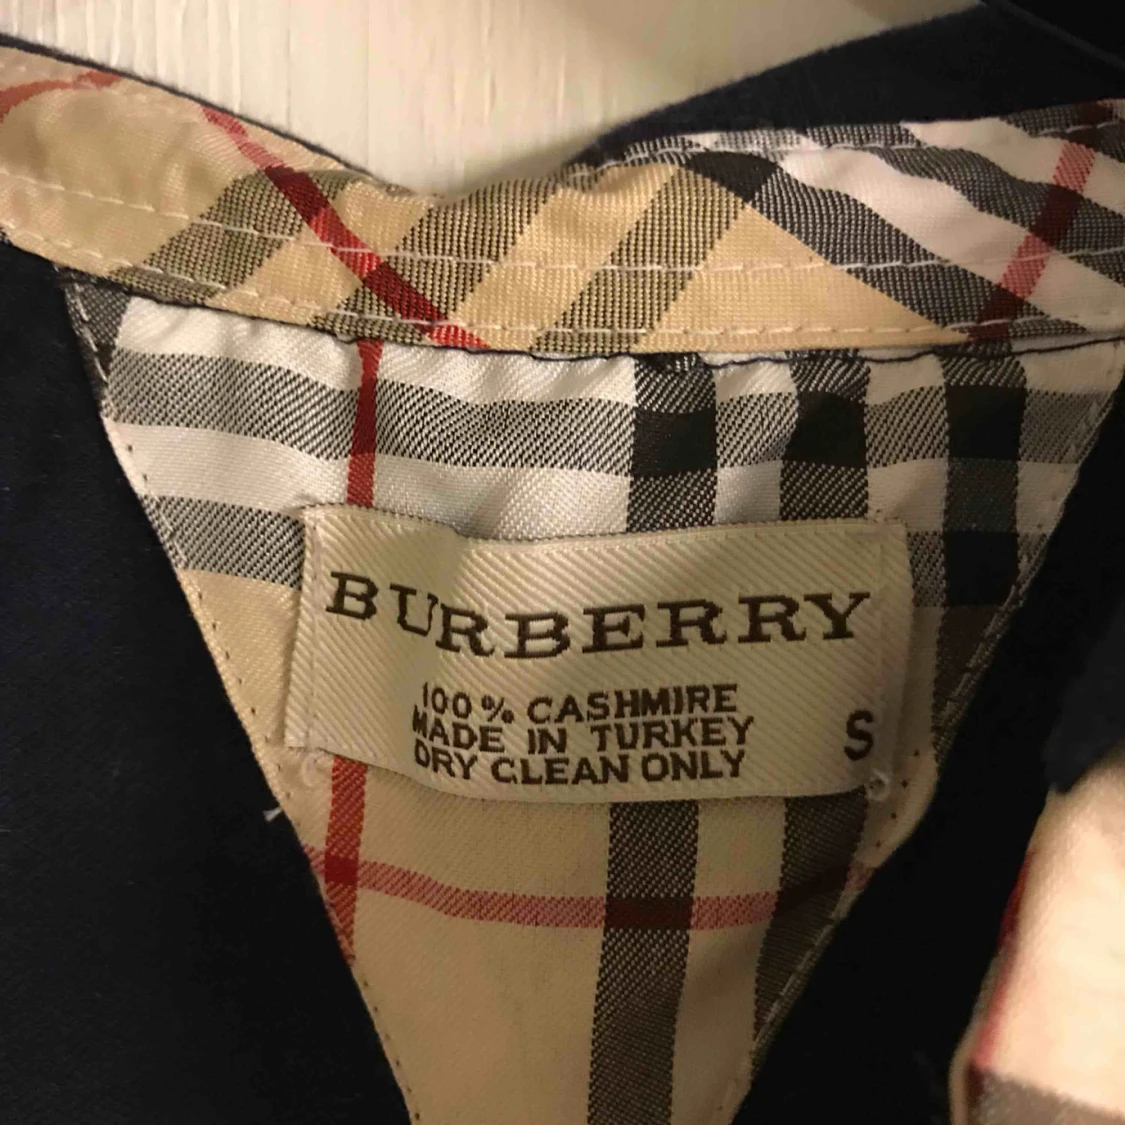 BURBERRY
100% CASHMIRE
MADE IN TURKEY
DRY CLEAN ONLY
S